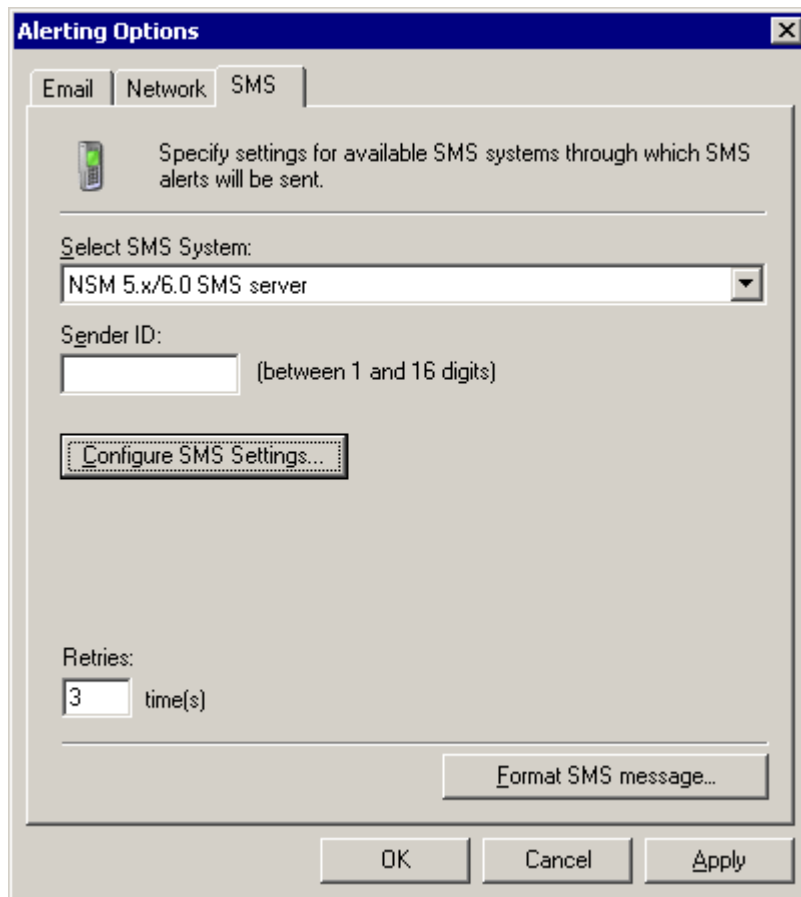 Alerting Options
Email Network SMS
Specify settings for available SMS systems through which SMS
alerts will be sent.
Select SMS System:
NSM 5.x/6.0 SMS server
Sender ID:
(between 1 and 16 digits)
Configure SMS Settings...
Retries:
3 time(s)
Format SMS message...
OK Cancel Apply